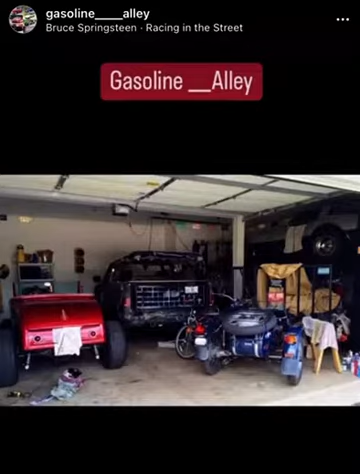 gasoline____alley
Bruce Springsteen · Racing in the Street
Gasoline __Alley